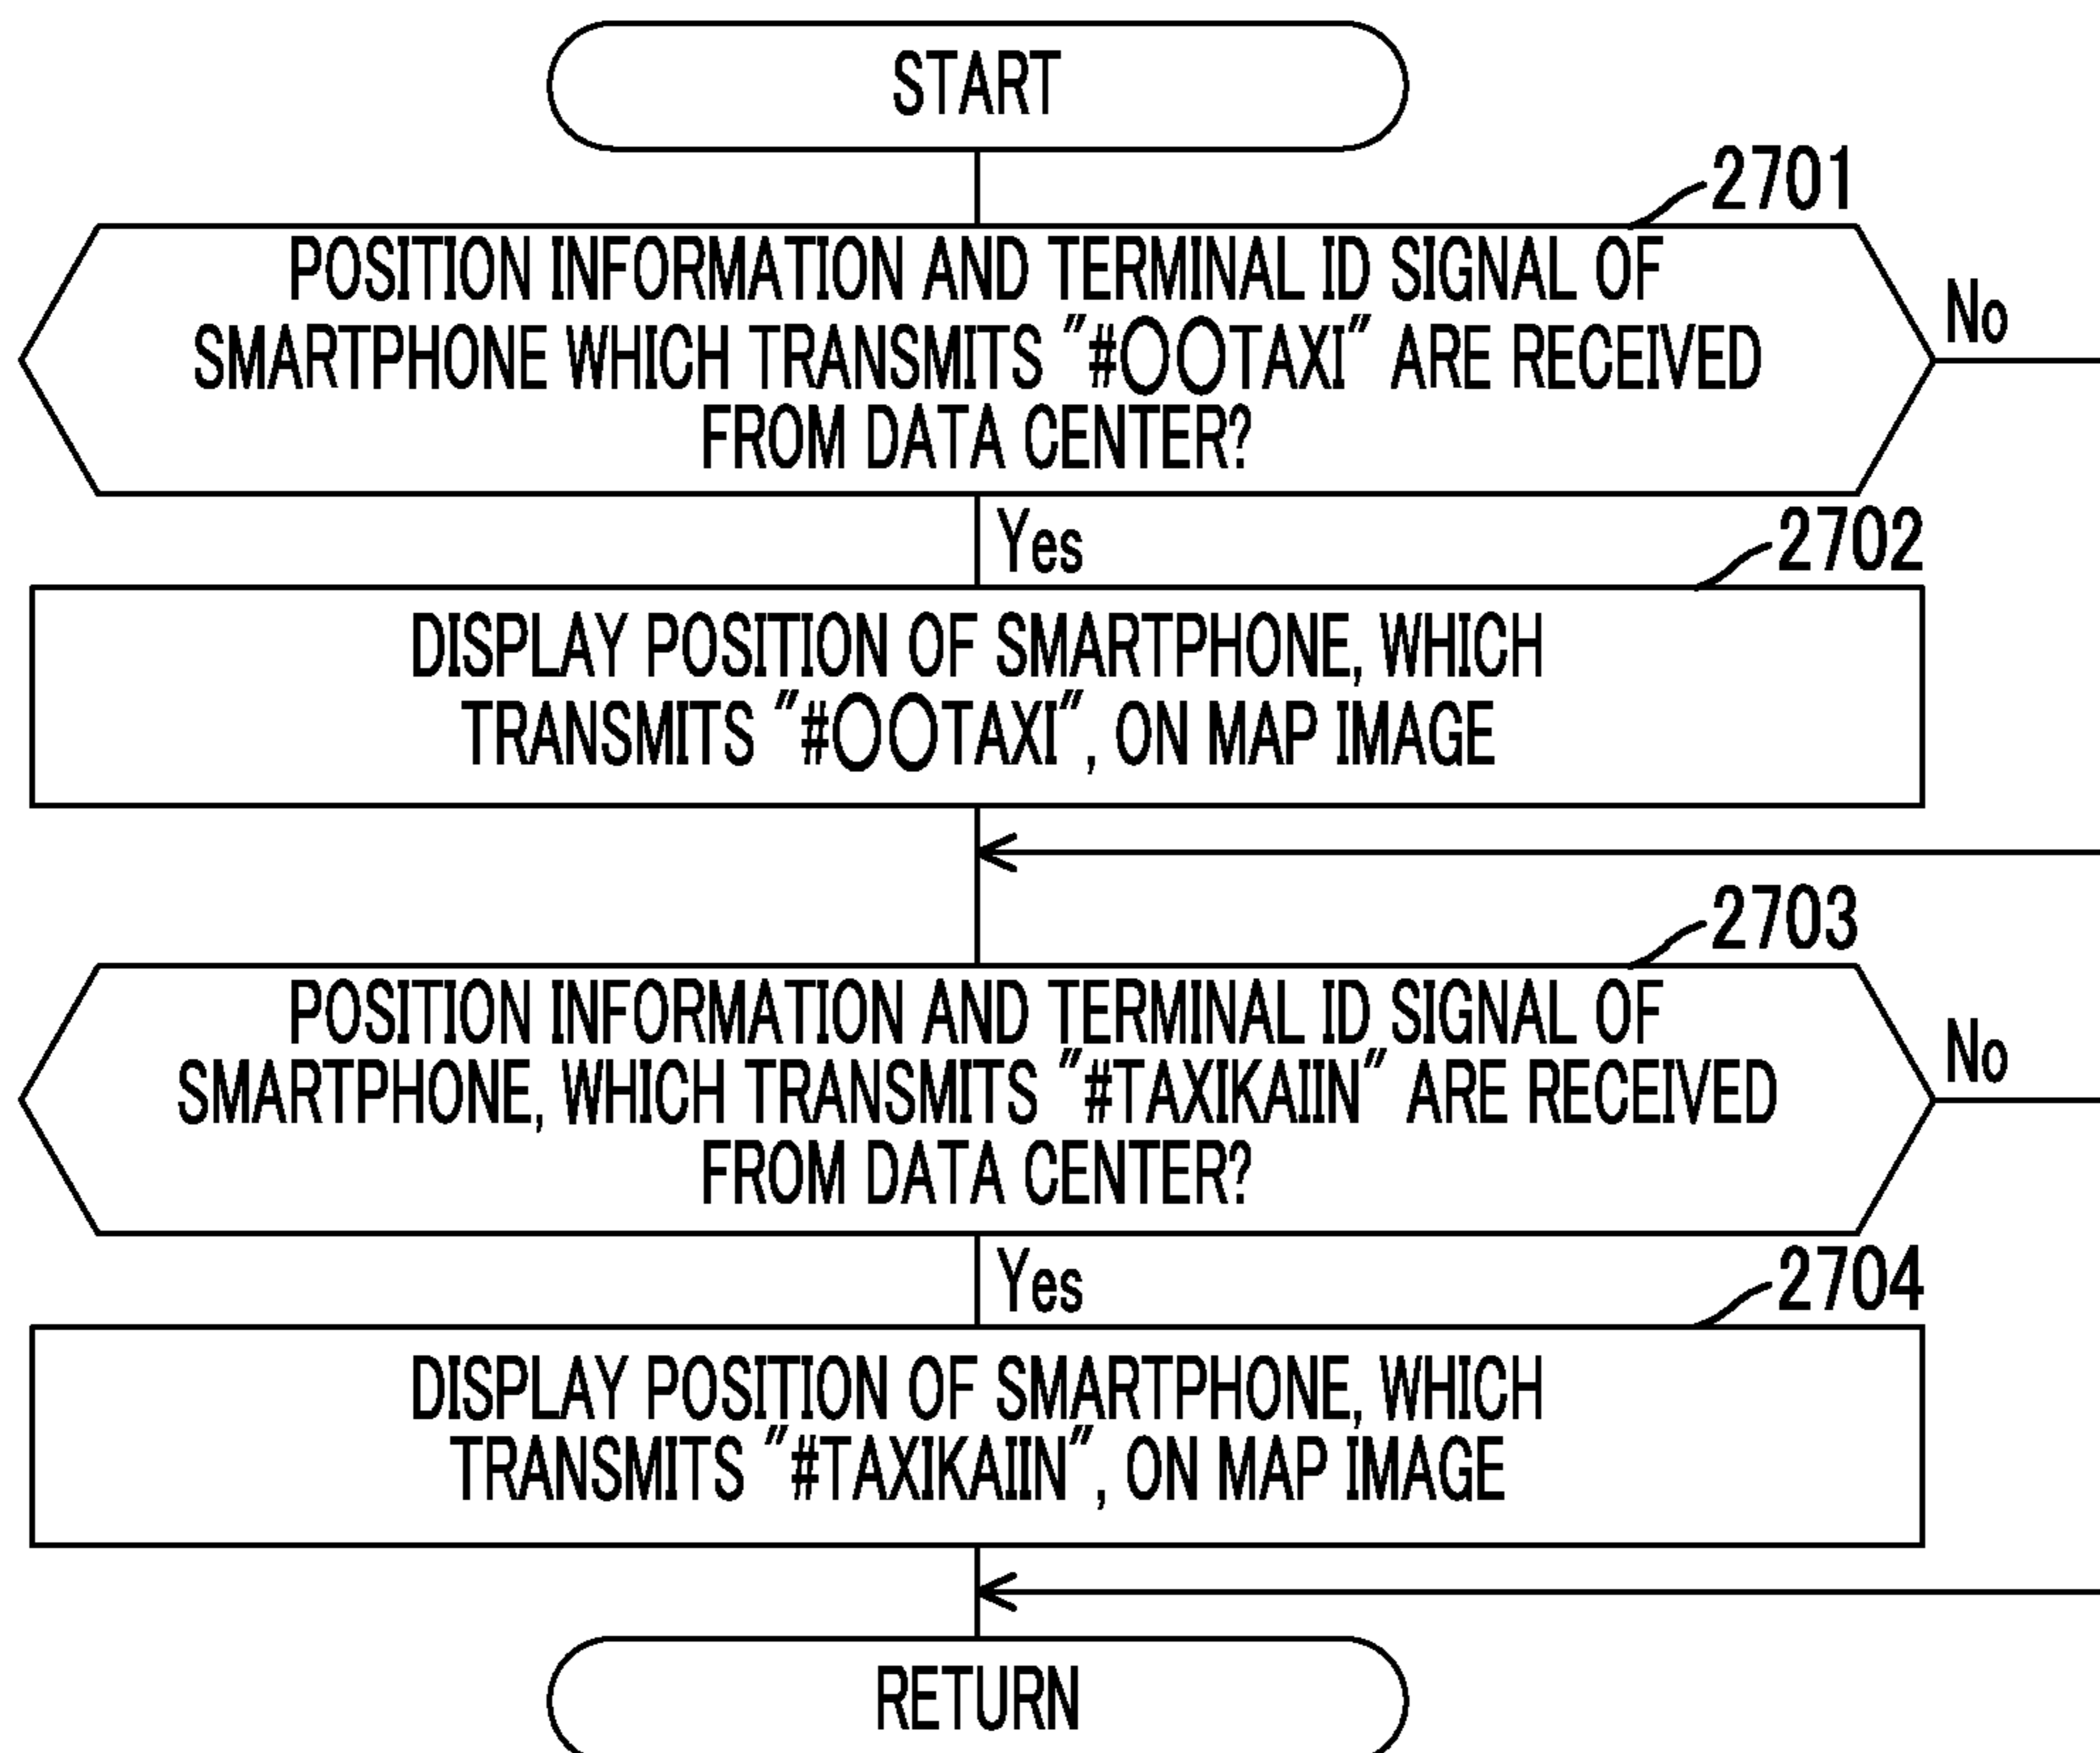 START
2701
POSITION INFORMATION AND TERMINAL ID SIGNAL OF
SMARTPHONE WHICH TRANSMITS "#○○TAXI" ARE RECEIVED
FROM DATA CENTER?
No
Yes
2702
DISPLAY POSITION OF SMARTPHONE, WHICH
TRANSMITS "#○○TAXI", ON MAP IMAGE
2703
POSITION INFORMATION AND TERMINAL ID SIGNAL OF
SMARTPHONE, WHICH TRANSMITS "#TAXIKAIIN" ARE RECEIVED
FROM DATA CENTER?
No
Yes
2704
DISPLAY POSITION OF SMARTPHONE, WHICH
TRANSMITS "#TAXIKAIIN", ON MAP IMAGE
RETURN